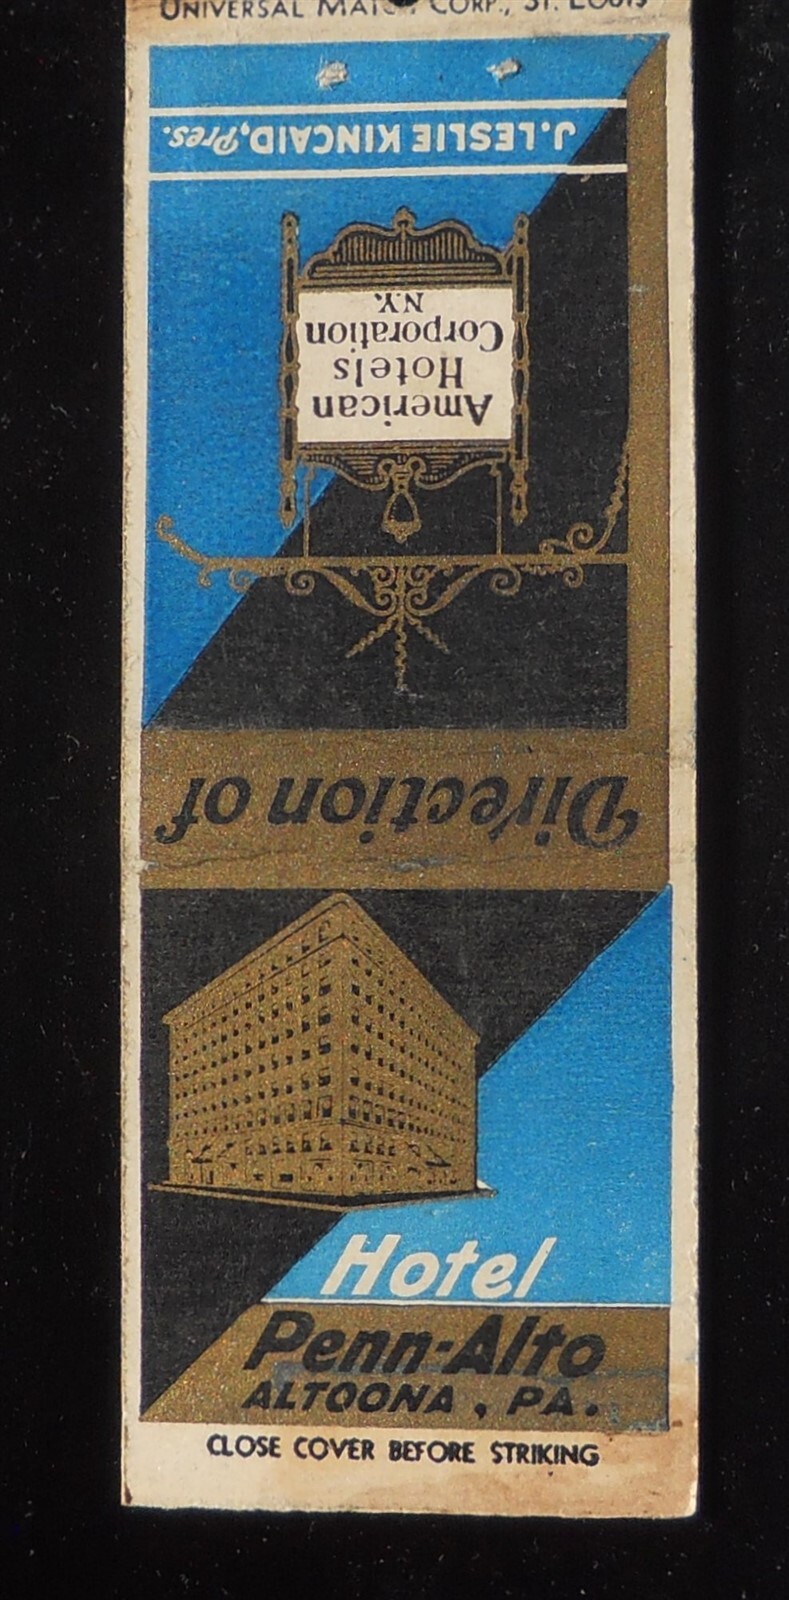 UNIVERSAL MATCH CORP., ST. LOUIS
J. LESLIE KINCAID, Pres.
American
Hotels
Corporation
N.Y.
Direction of
Hotel
Penn-Alto
ALTOONA, PA.
CLOSE COVER BEFORE STRIKING